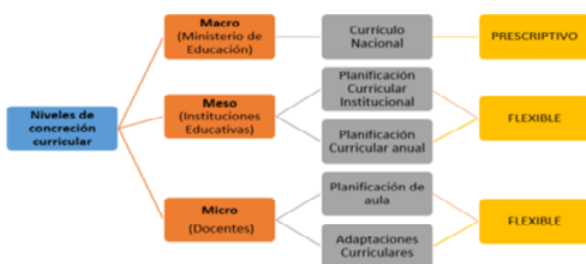 Macro
(Ministerio de
Educación)
Currículo
Nacional
PRESCRIPTIVO
Niveles de
concreción
curricular
Meso
(Instituciones
Educativas)
Planificación
Curricular
Institucional
Planificación
Curricular anual
FLEXIBLE
Micro
(Docentes)
Planificación de
aula
Adaptaciones
Curriculares
FLEXIBLE